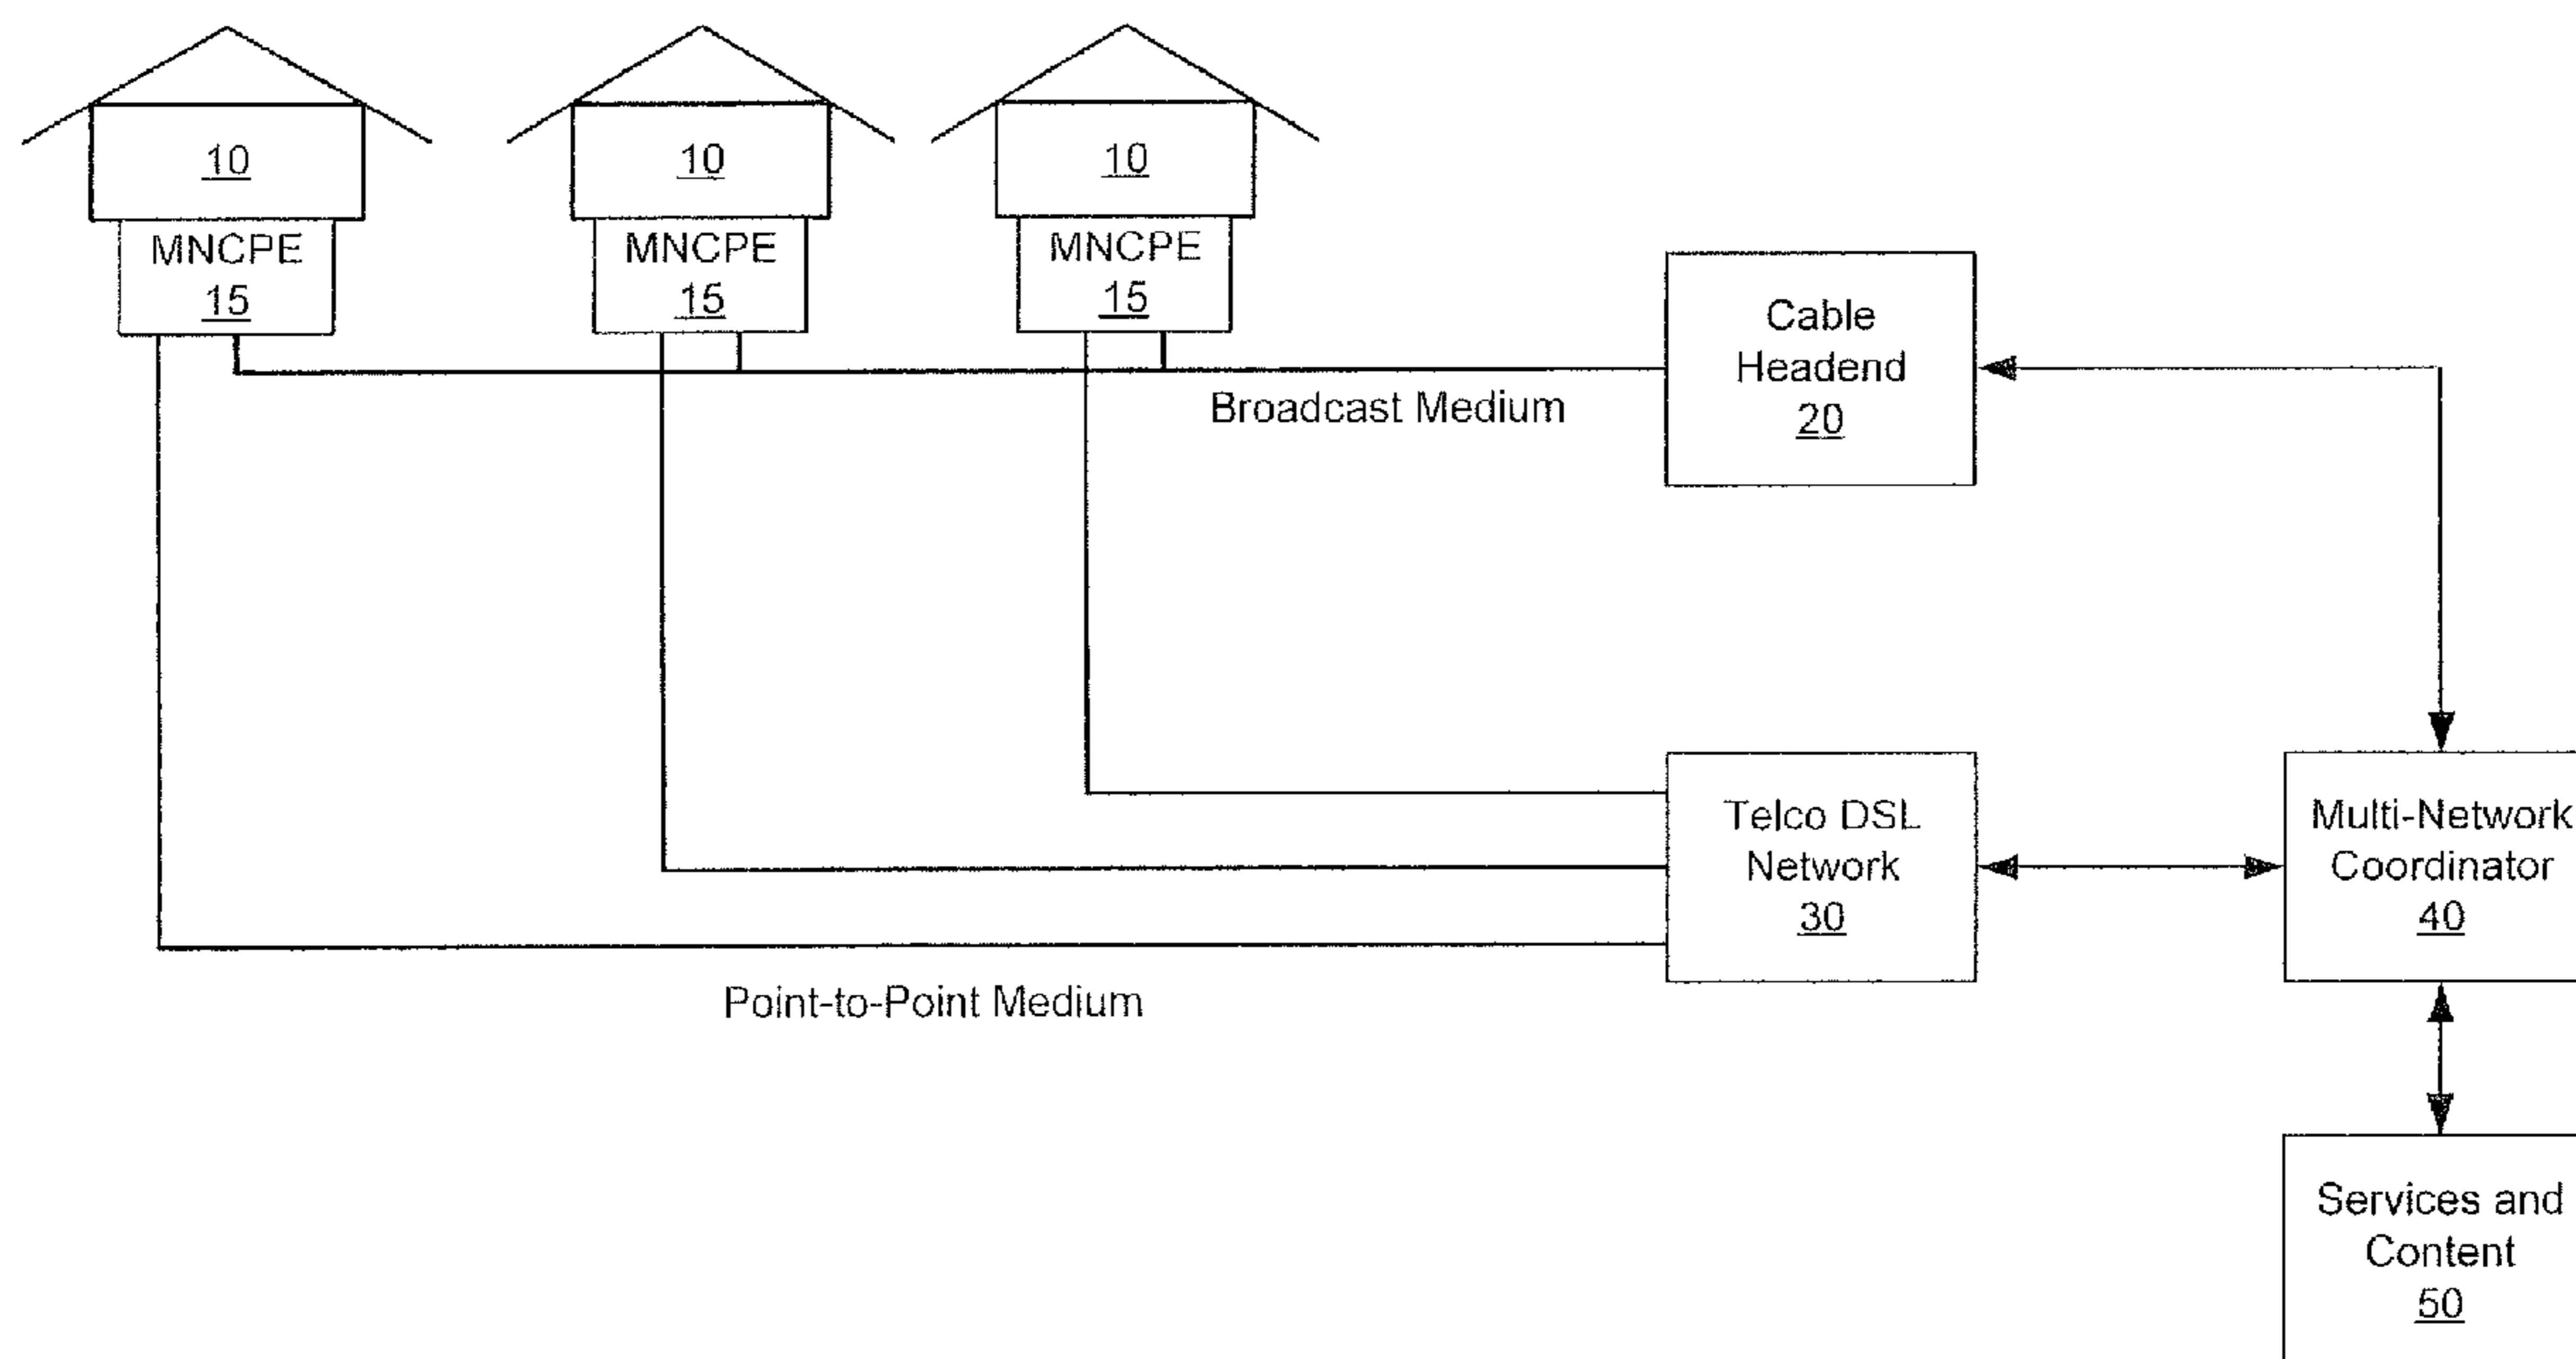 10
10
10
MNCPE
15
MNCPE
15
MNCPE
15
Cable
Headend
20
Broadcast Medium
Telco DSL
Network
30
Multi-Network
Coordinator
40
Point-to-Point Medium
Services and
Content
50